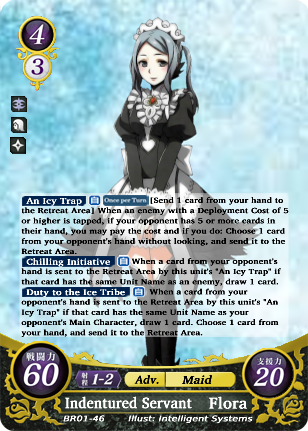 4
3
An Icy Trap Once per Turn [Send 1 card from your hand to
the Retreat Area] When an enemy with a Deployment Cost of 5
or higher is tapped, if your opponent has 5 or more cards in
their hand, you may pay the cost and if you do: Choose 1 card
from your opponent's hand without looking, and send it to the
Retreat Area.
Chilling Initiative When a card from your opponent's
hand is sent to the Retreat Area by this unit's "An Icy Trap" if
that card has the same Unit Name as an enemy, draw 1 card.
Duty to the Ice Tribe When a card from your
opponent's hand is sent to the Retreat Area by this unit's
"An Icy Trap" if that card has the same Unit Name as your
opponent's Main Character, draw 1 card. Choose 1 card from
your hand, and send it to the Retreat Area.
戦闘力 60 射程 1-2 Adv. Maid 支援力 20
Indentured Servant Flora
BR01-46 Illust: Intelligent Systems